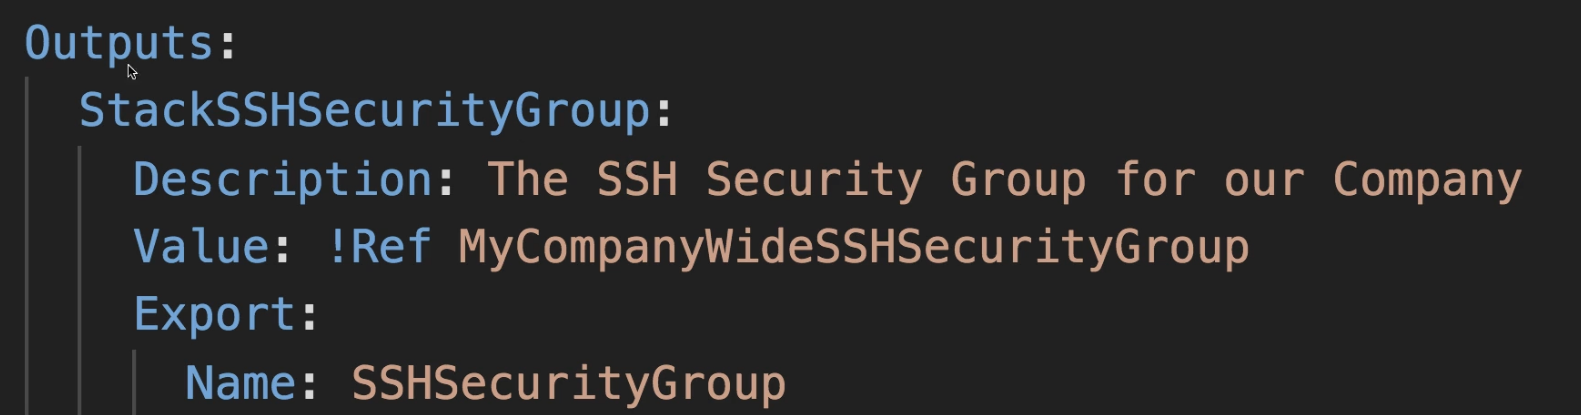 Outputs:
StackSSHSecurityGroup:
Description: The SSH Security Group for our Company
Value: !Ref MyCompanyWideSSHSecurityGroup
Export:
Name: SSHSecurityGroup